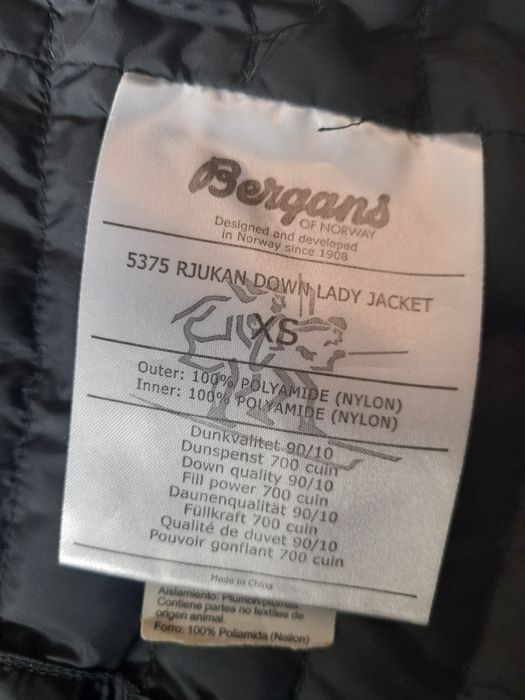 Bergans
OF NORWAY
Designed and developed
in Norway since 1908
5375 RJUKAN DOWN LADY JACKET
XS
Outer: 100% POLYAMIDE (NYLON)
Inner: 100% POLYAMIDE (NYLON)
Dunkvalitet 90/10
Dunspenst 700 cuin
Down quality 90/10
Fill power 700 cuin
Daunenqualität 90/10
Füllkraft 700 cuin
Qualité de duvet 90/10
Pouvoir gonflant 700 cuin
Made in China
Aislamiento: Plumon/plumas.
Contiene partes no textiles de
origen animal.
Forro: 100% Poliamida (Nailon)